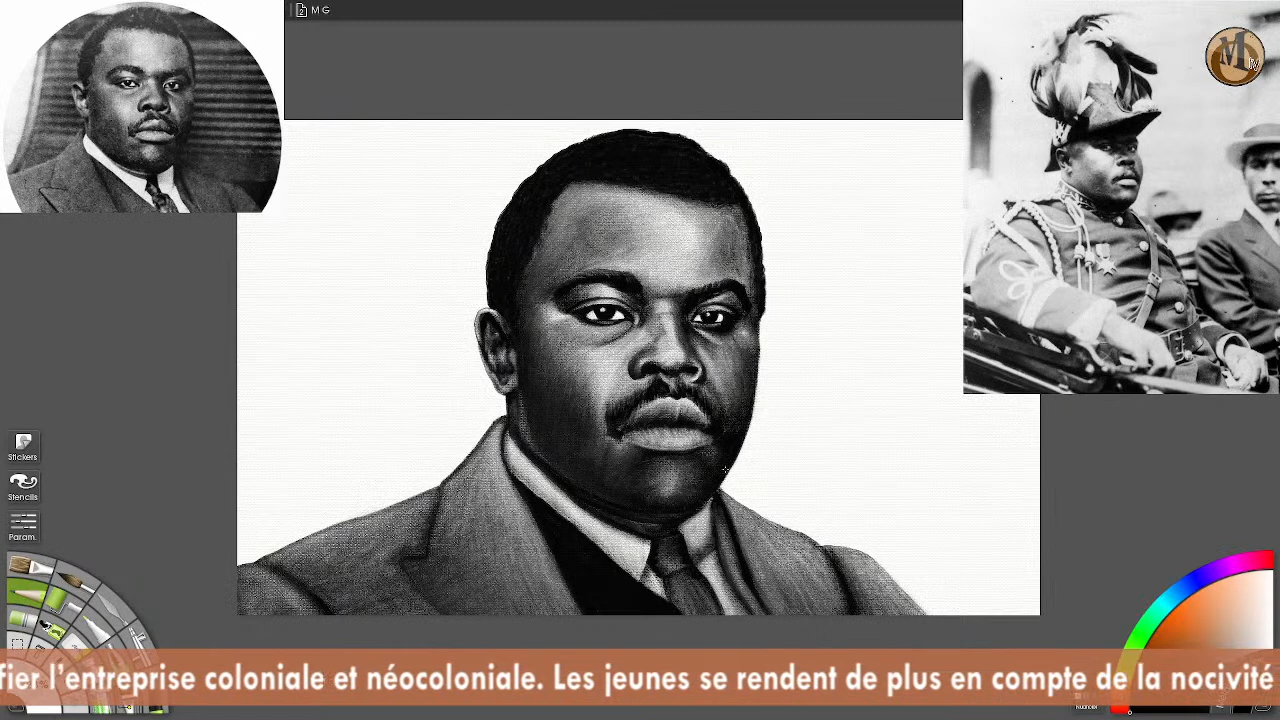 M G
M
TV
Stickers
Stencils
Param.
fier l'entreprise coloniale et néocoloniale. Les jeunes se rendent de plus en compte de la nocivité